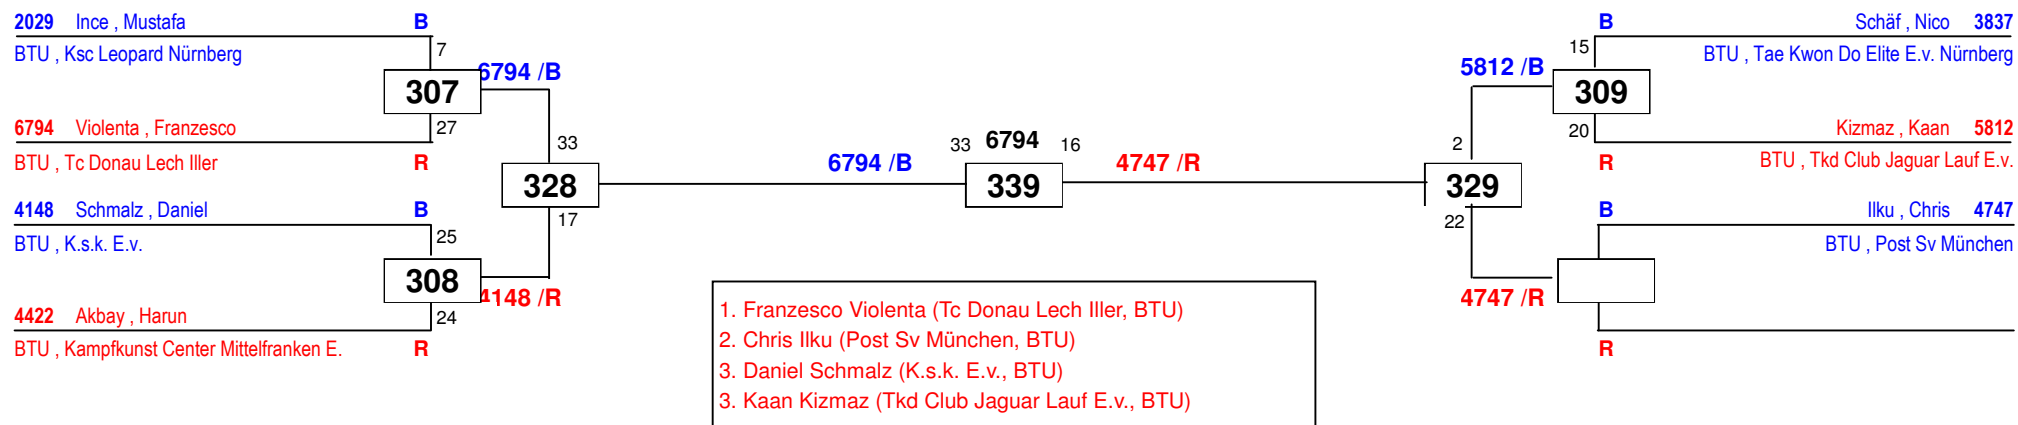 2029 Ince , Mustafa B
BTU , Ksc Leopard Nürnberg
7
307
27
6794 Violenta , Franzesco
BTU , Tc Donau Lech Iller R
4148 Schmalz , Daniel B
BTU , K.s.k. E.v.
25
308
24
4422 Akbay , Harun
BTU , Kampfkunst Center Mittelfranken E. R
6794 /B
33
328
17
4148 /R
6794 /B
33 6794 16
339
4747 /R
5812 /B
2
329
22
4747 /R
B Schäf , Nico 3837
15 BTU , Tae Kwon Do Elite E.v. Nürnberg
309
20
Kizmaz , Kaan 5812
R BTU , Tkd Club Jaguar Lauf E.v.
B Ilku , Chris 4747
BTU , Post Sv München
R
1. Franzesco Violenta (Tc Donau Lech Iller, BTU)
2. Chris Ilku (Post Sv München, BTU)
3. Daniel Schmalz (K.s.k. E.v., BTU)
3. Kaan Kizmaz (Tkd Club Jaguar Lauf E.v., BTU)